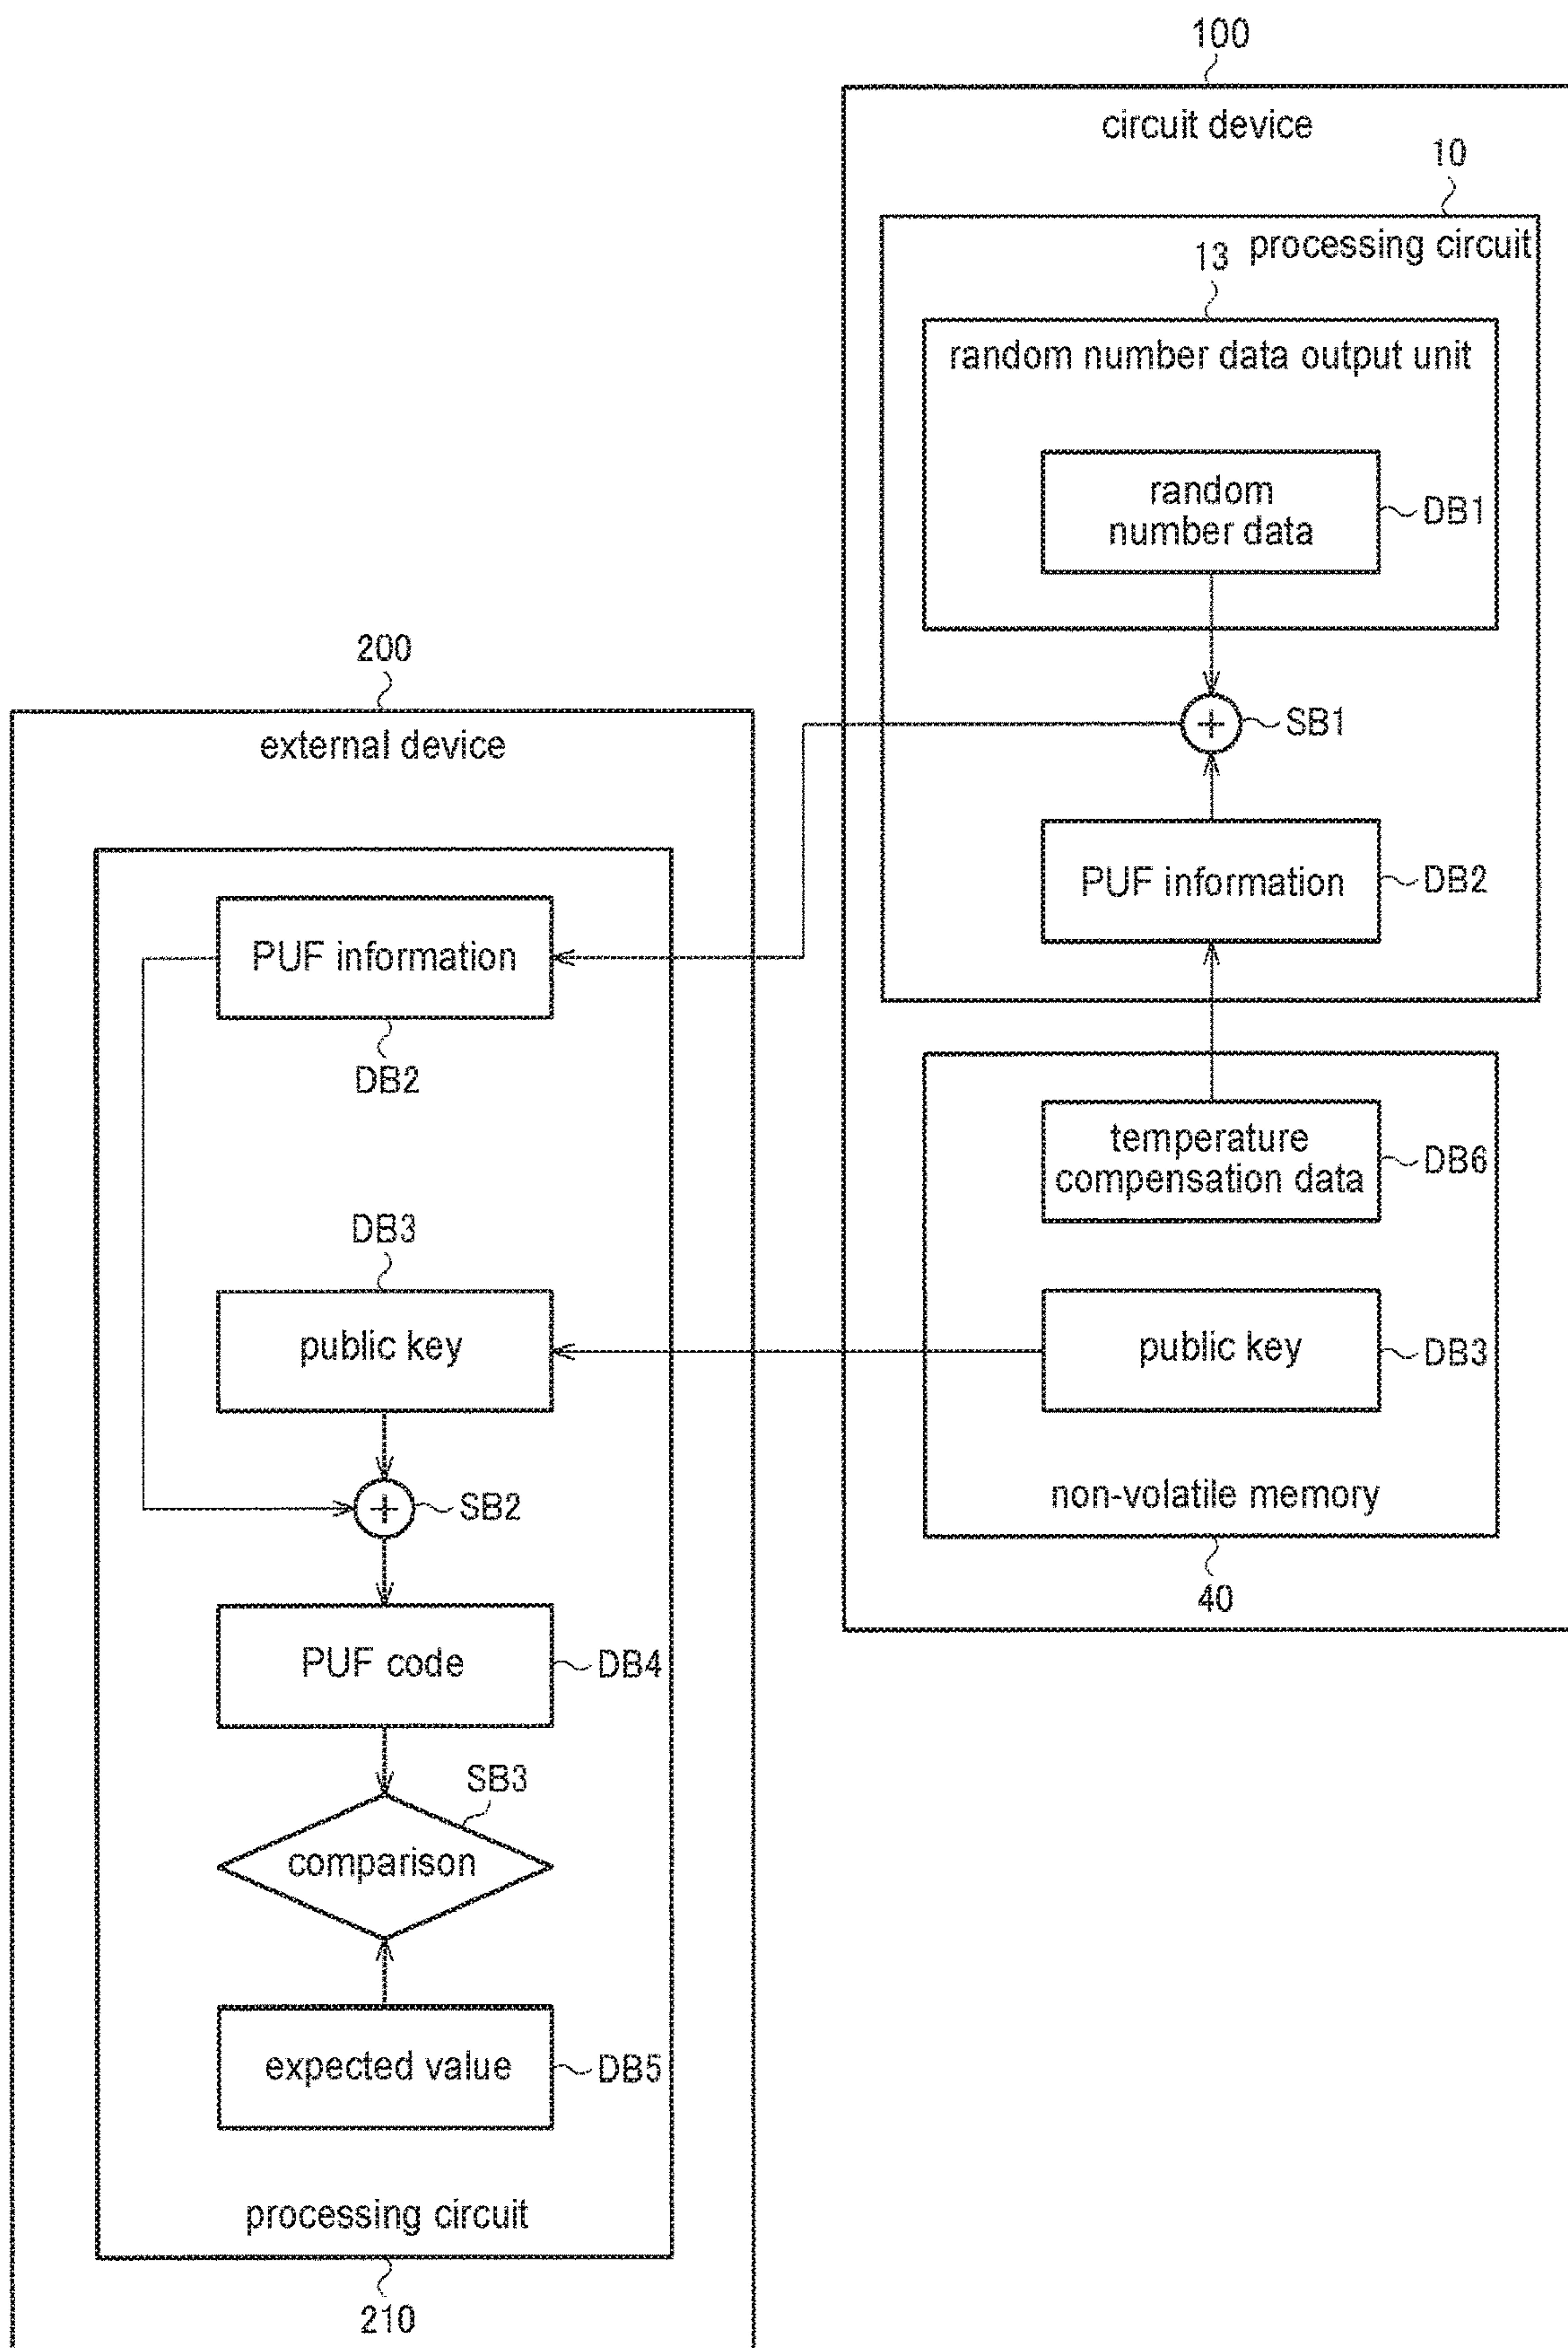 100
circuit device
10
processing circuit
13
random number data output unit
random
number data
DB1
SB1
PUF information
DB2
temperature
compensation data
DB6
public key
DB3
non-volatile memory
40
200
external device
PUF information
DB2
DB3
public key
SB2
PUF code
DB4
SB3
comparison
expected value
DB5
processing circuit
210